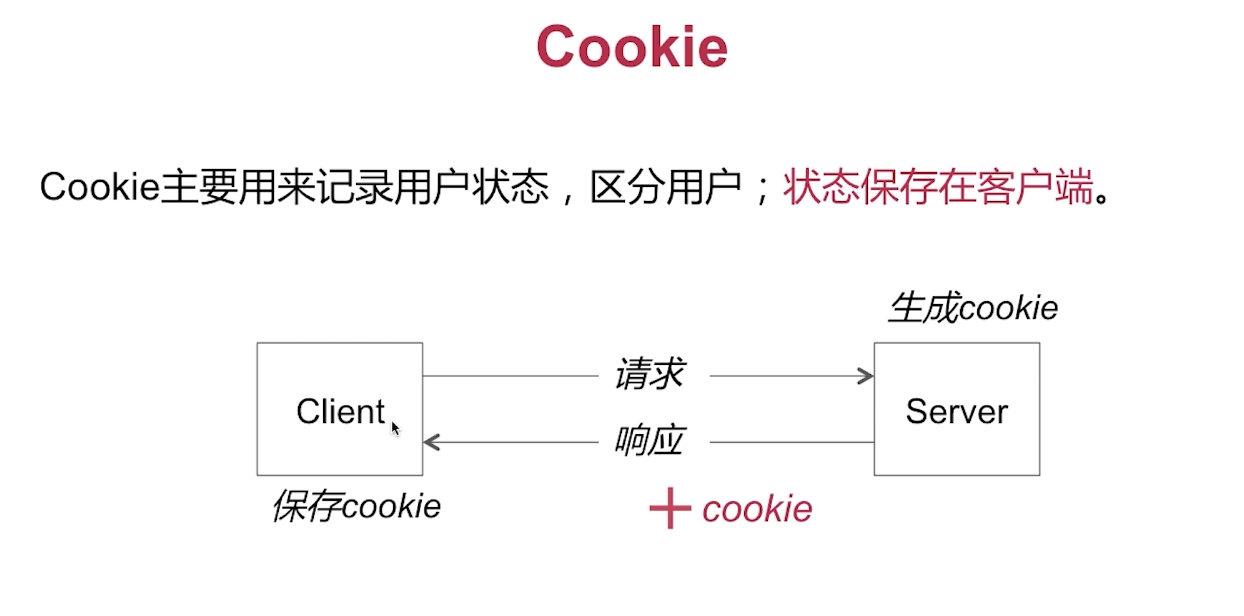 Cookie
Cookie主要用来记录用户状态，区分用户；状态保存在客户端。
生成cookie
请求
Client
Server
响应
保存cookie
+ cookie